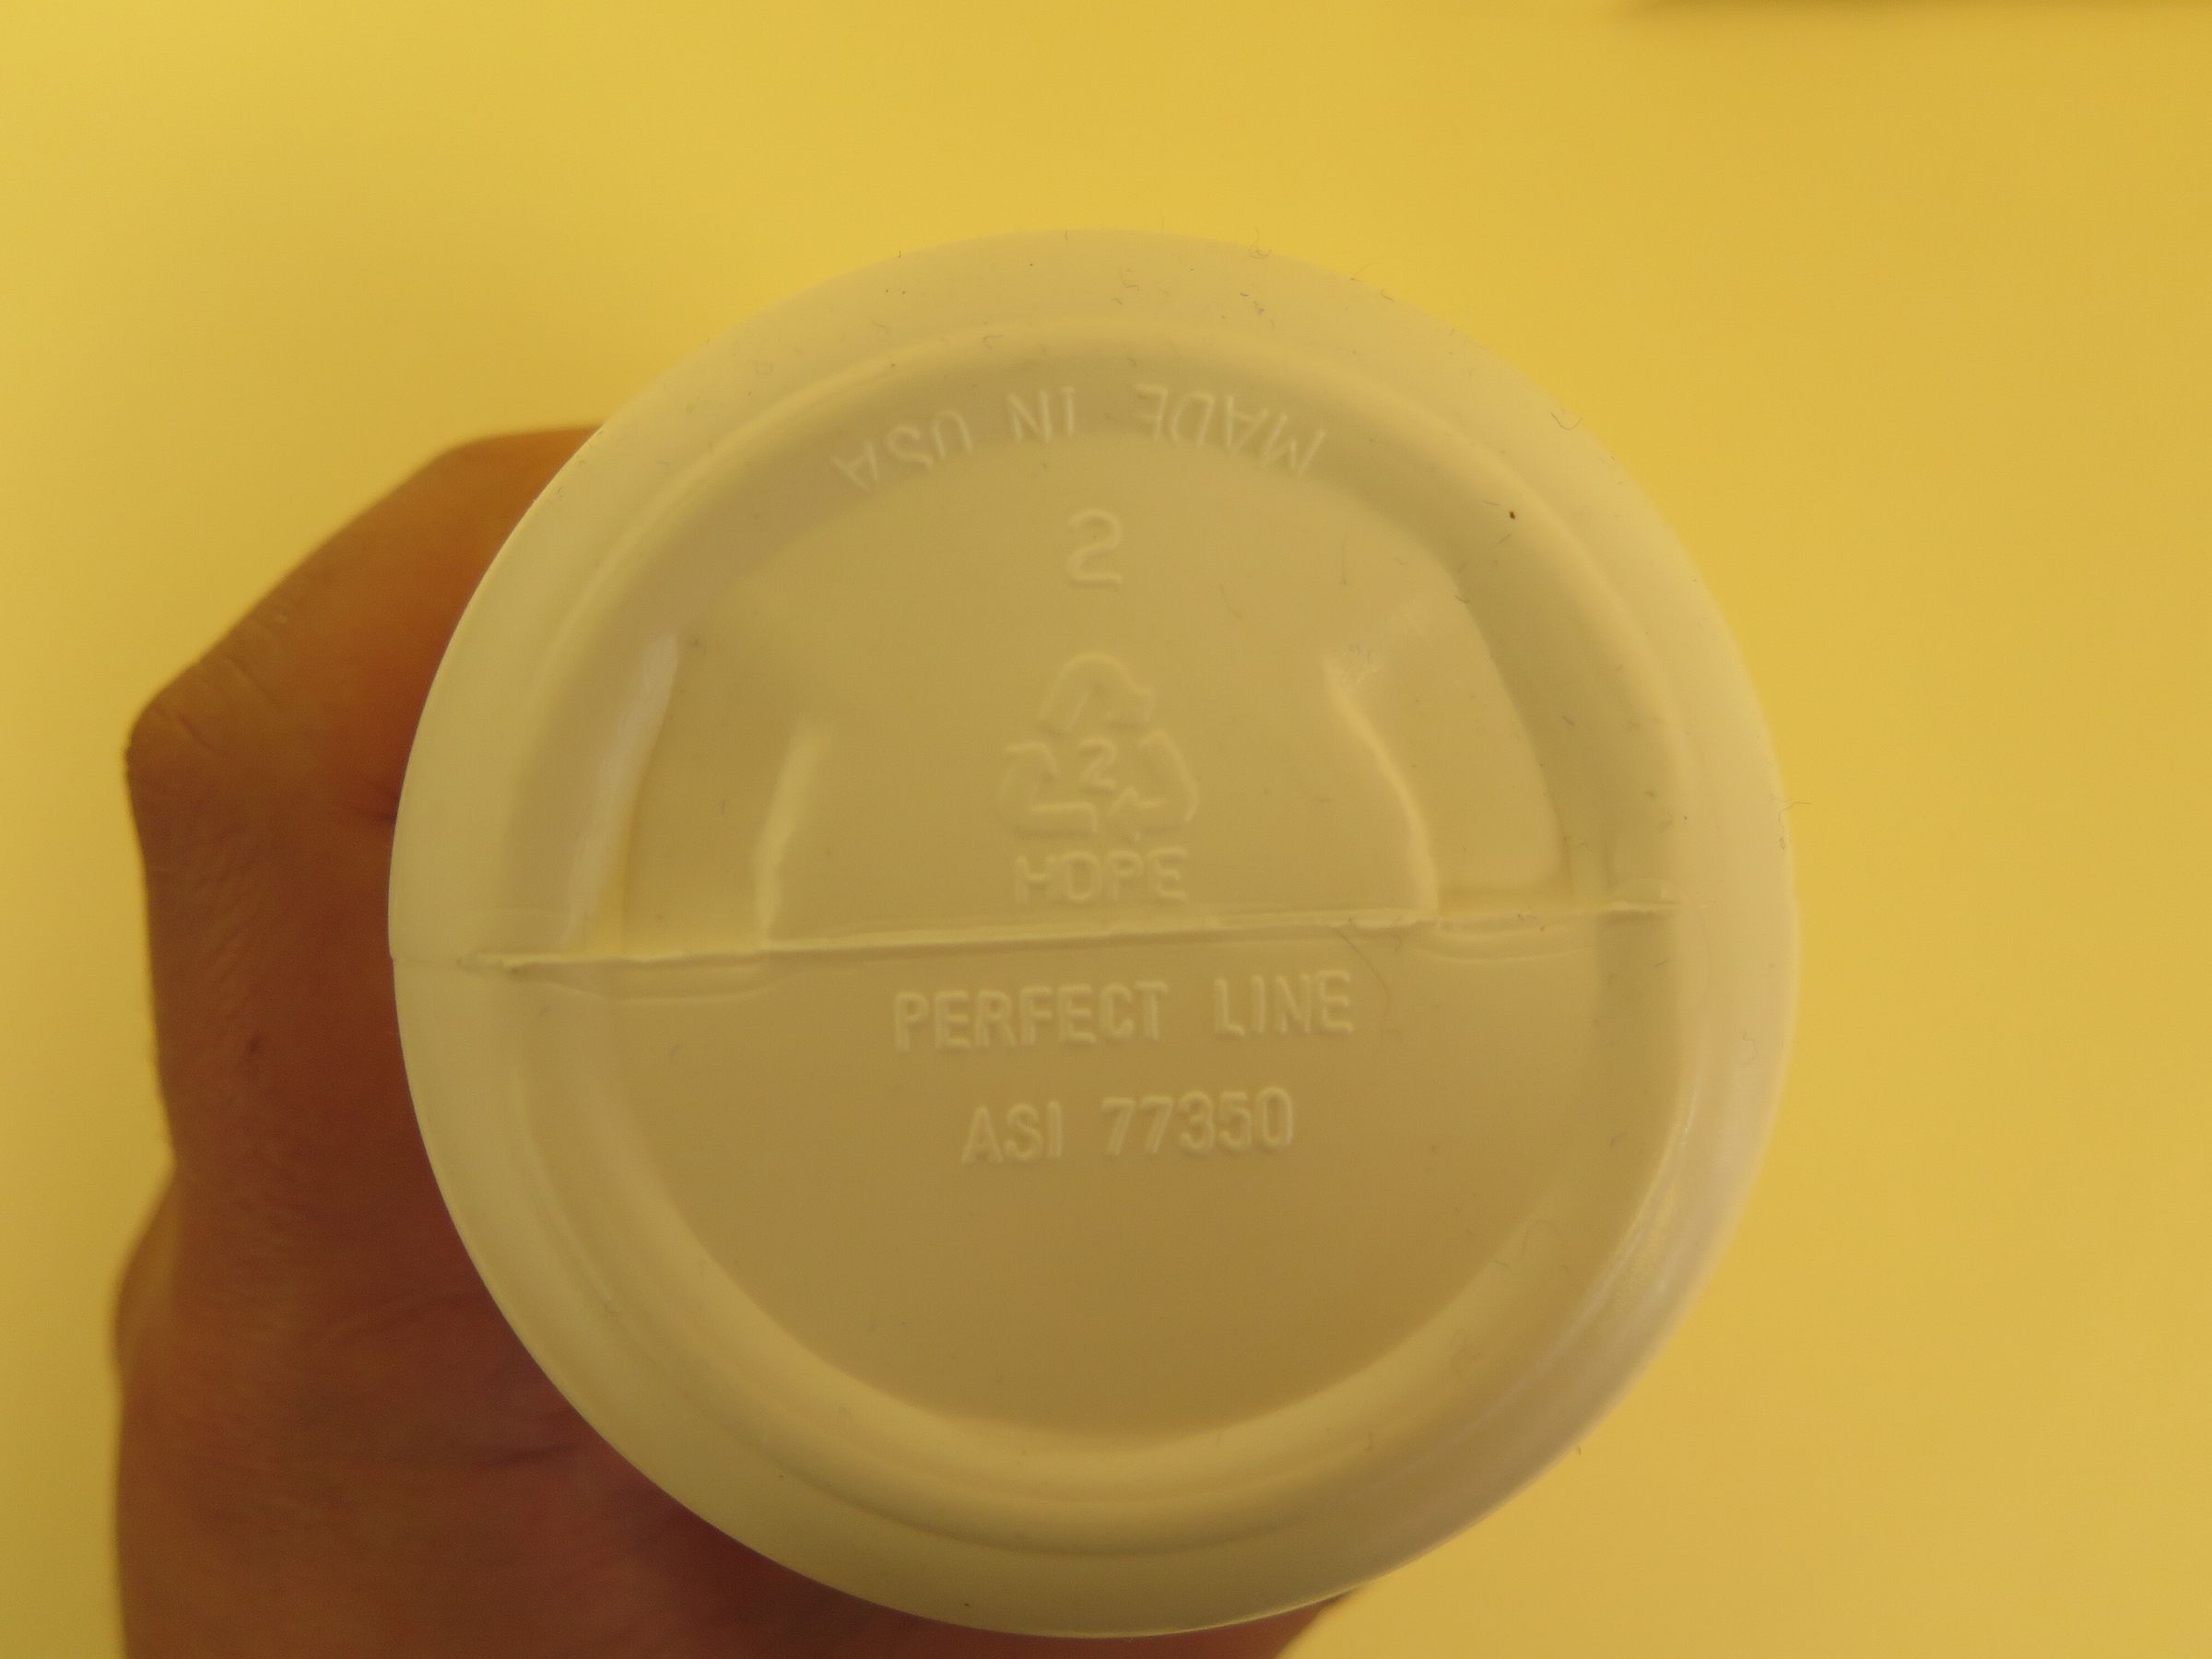 MADE IN USA
2
2
HDPE
PERFECT LINE
ASI 77350